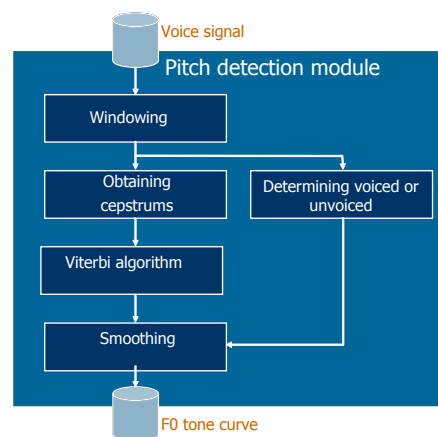 Voice signal
Pitch detection module
Windowing
Obtaining
cepstrums
Determining voiced or
unvoiced
Viterbi algorithm
Smoothing
F0 tone curve